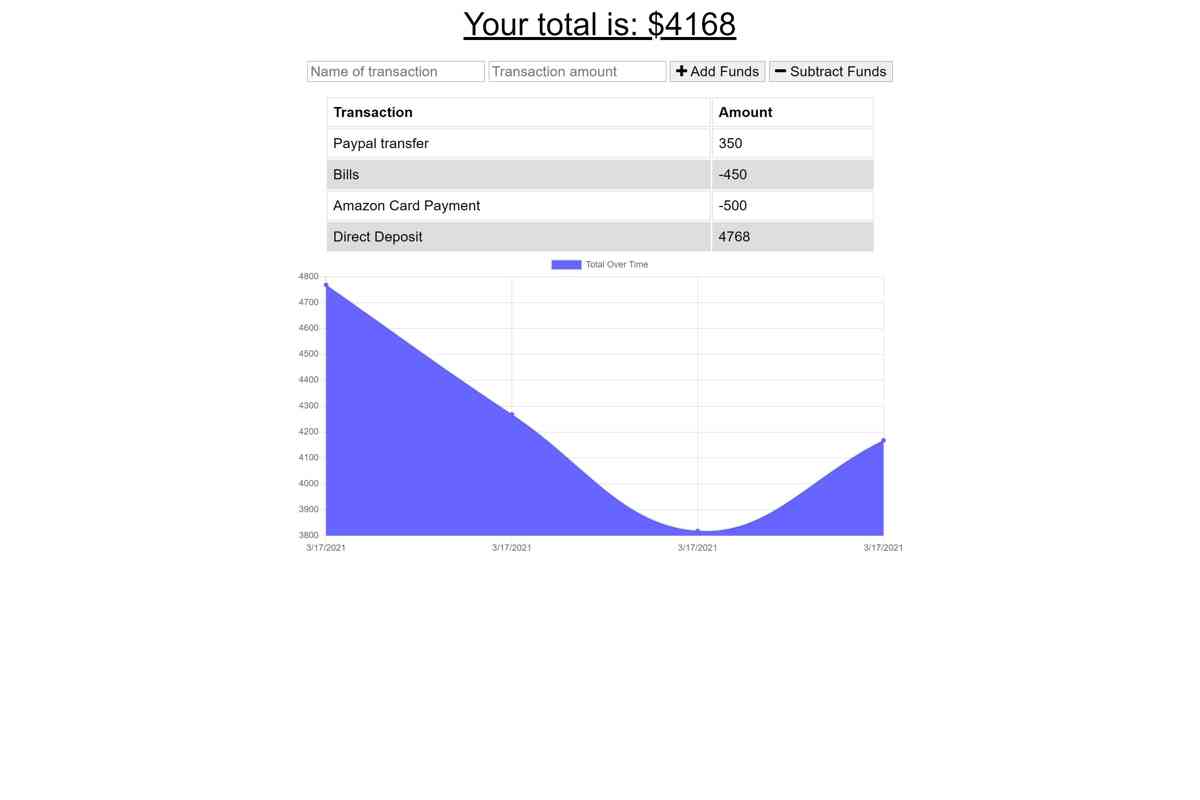 Your total is: $4168
Name of transaction Transaction amount Add Funds Subtract Funds
Transaction Amount
Paypal transfer 350
Bills -450
Amazon Card Payment -500
Direct Deposit 4768
Total Over Time
4800
4700
4600
4500
4400
4300
4200
4100
4000
3900
3800
3/17/2021 3/17/2021 3/17/2021 3/17/2021